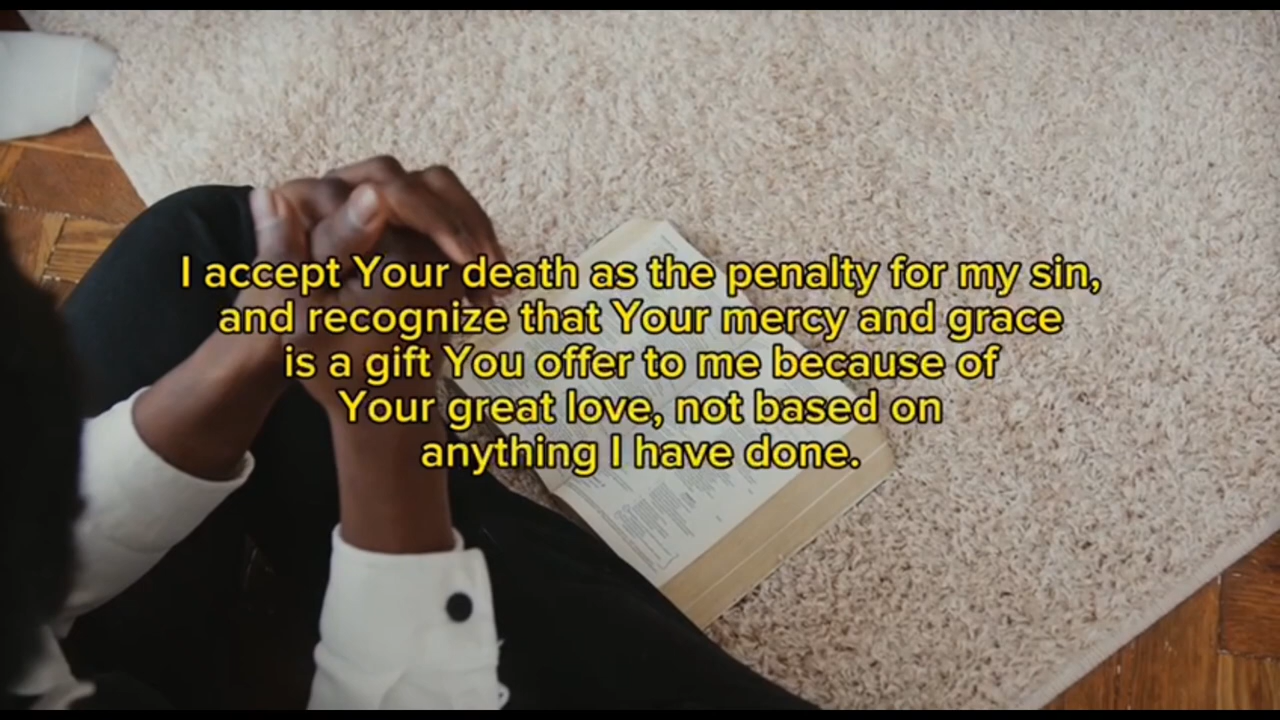 I accept Your death as the penalty for my sin,
and recognize that Your mercy and grace
is a gift You offer to me because of
Your great love, not based on
anything I have done.